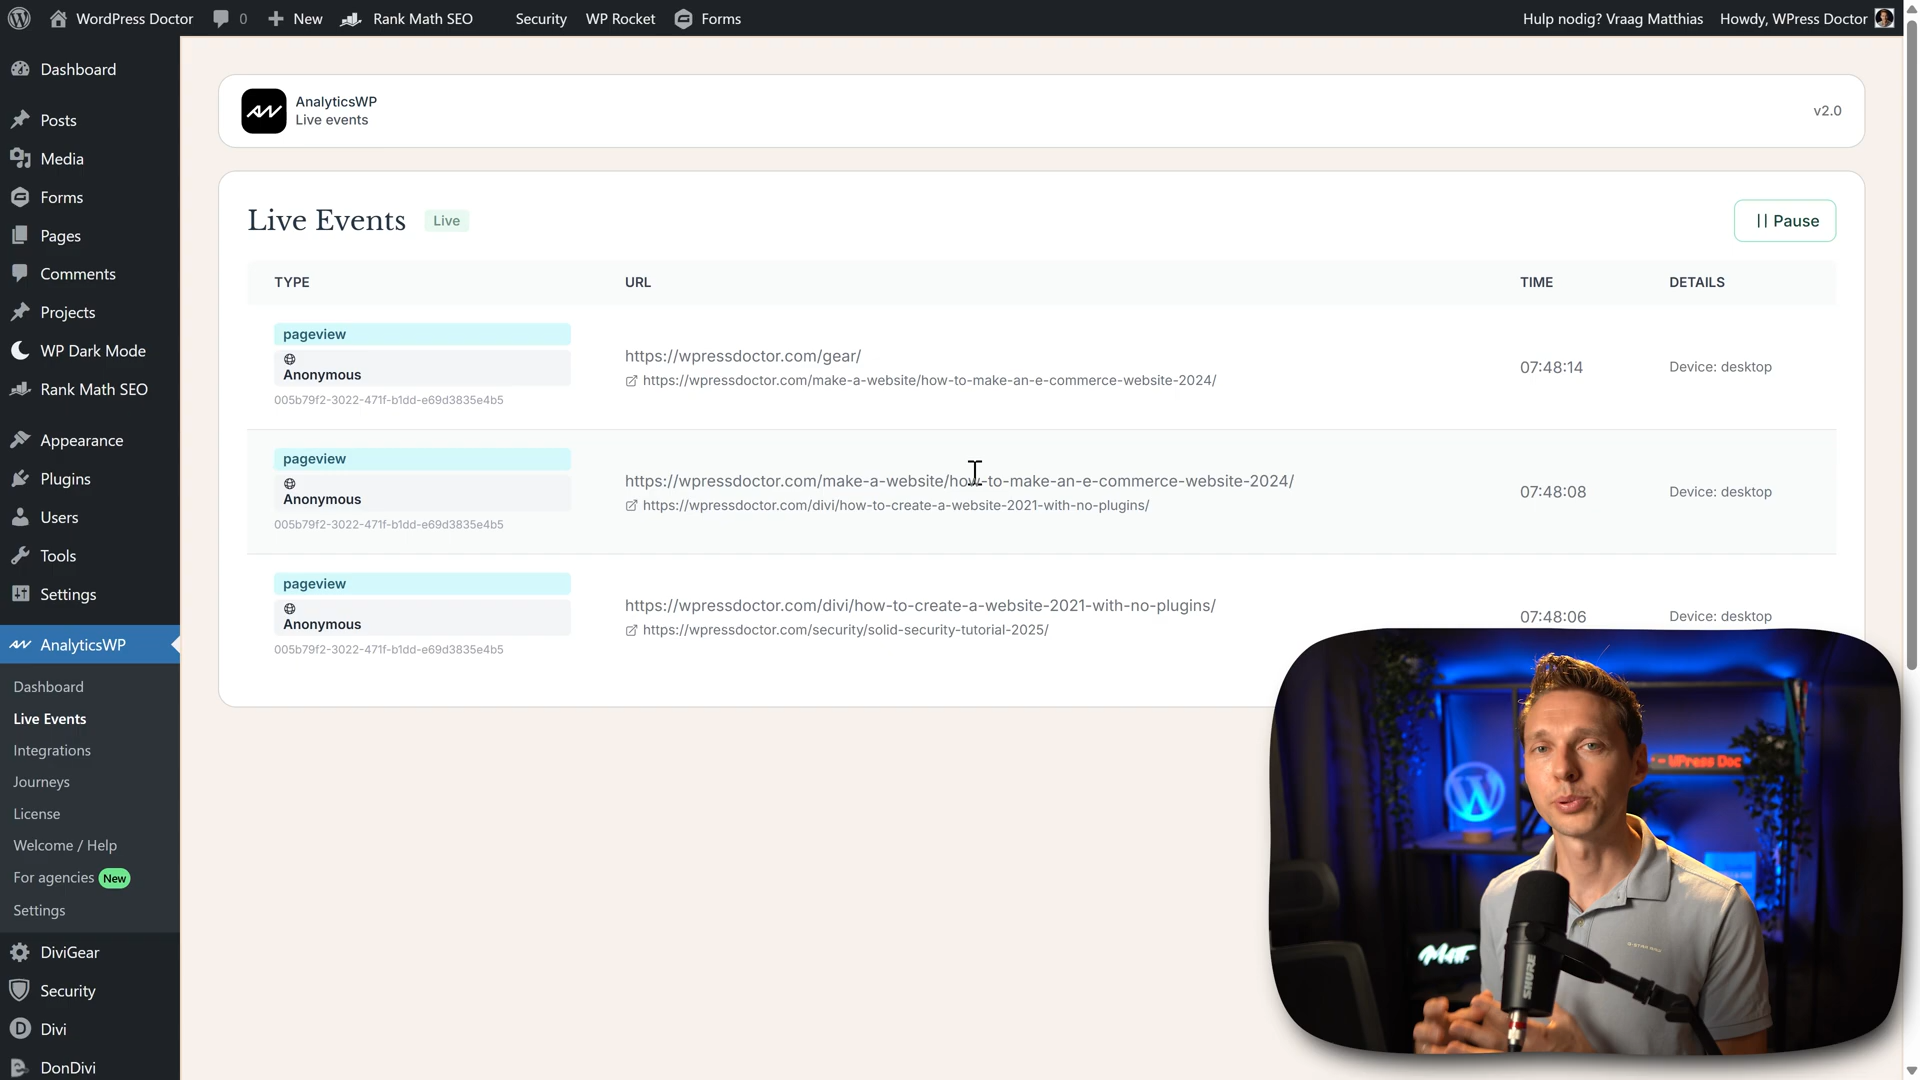 WordPress Doctor
0
New
Rank Math SEO
Security
WP Rocket
Forms
Hulp nodig? Vraag Matthias
Howdy, WPress Doctor
Dashboard
Posts
Media
Forms
Pages
Comments
Projects
WP Dark Mode
Rank Math SEO
Appearance
Plugins
Users
Tools
Settings
AnalyticsWP
Dashboard
Live Events
Integrations
Journeys
License
Welcome / Help
For agencies New
Settings
DiviGear
Security
Divi
DonDivi
AnalyticsWP
Live events
v2.0
Live Events
Live
Pause
TYPE
URL
TIME
DETAILS
pageview
Anonymous
005b79f2-3022-471f-b1dd-e69d3835e4b5
https://wpressdoctor.com/gear/
https://wpressdoctor.com/make-a-website/how-to-make-an-e-commerce-website-2024/
07:48:14
Device: desktop
pageview
Anonymous
005b79f2-3022-471f-b1dd-e69d3835e4b5
https://wpressdoctor.com/make-a-website/how-to-make-an-e-commerce-website-2024/
https://wpressdoctor.com/divi/how-to-create-a-website-2021-with-no-plugins/
07:48:08
Device: desktop
pageview
Anonymous
005b79f2-3022-471f-b1dd-e69d3835e4b5
https://wpressdoctor.com/divi/how-to-create-a-website-2021-with-no-plugins/
https://wpressdoctor.com/security/solid-security-tutorial-2025/
07:48:06
Device: desktop
- WPress Doc
Matt.
SHURE